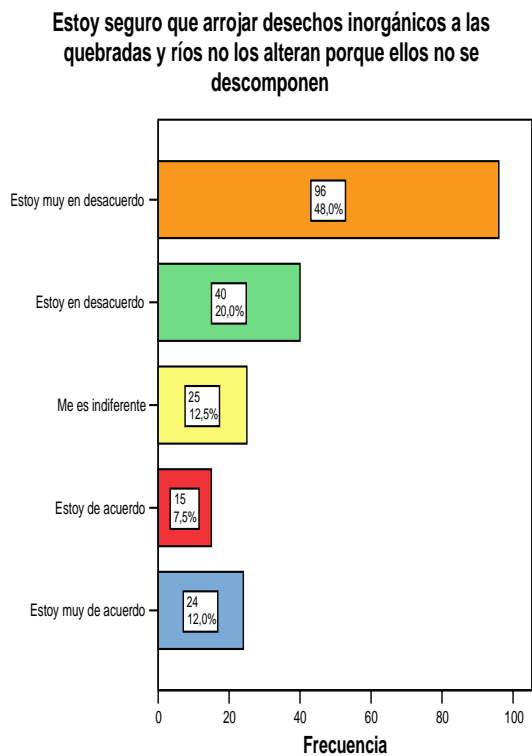 Estoy seguro que arrojar desechos inorgánicos a las
quebradas y ríos no los alteran porque ellos no se
descomponen
Estoy muy en desacuerdo
96
48,0%
Estoy en desacuerdo
40
20,0%
Me es indiferente
25
12,5%
Estoy de acuerdo
15
7,5%
Estoy muy de acuerdo
24
12,0%
0 20 40 60 80 100
Frecuencia